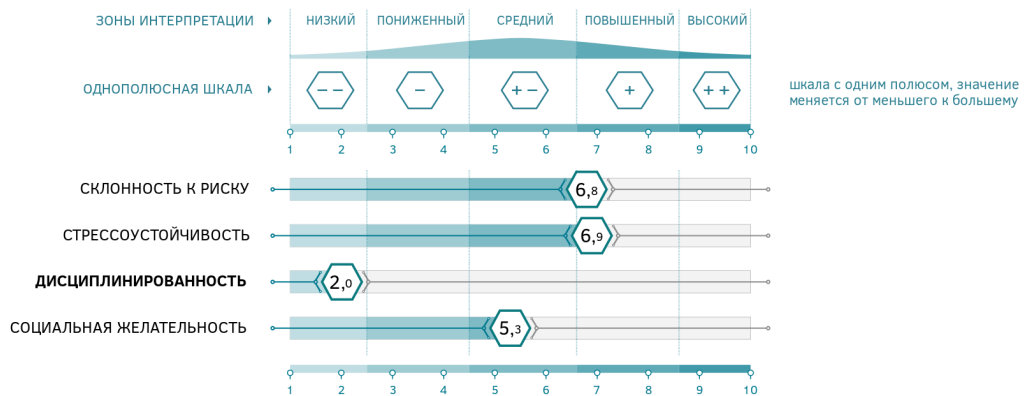 ЗОНЫ ИНТЕРПРЕТАЦИИ НИЗКИЙ ПОНИЖЕННЫЙ СРЕДНИЙ ПОВЫШЕННЫЙ ВЫСОКИЙ
ОДНОПОЛЮСНАЯ ШКАЛА − − − + − + + +
шкала с одним полюсом, значение
меняется от меньшего к большему
1 2 3 4 5 6 7 8 9 10
СКЛОННОСТЬ К РИСКУ 6,8
СТРЕССОУСТОЙЧИВОСТЬ 6,9
ДИСЦИПЛИНИРОВАННОСТЬ 2,0
СОЦИАЛЬНАЯ ЖЕЛАТЕЛЬНОСТЬ 5,3
1 2 3 4 5 6 7 8 9 10